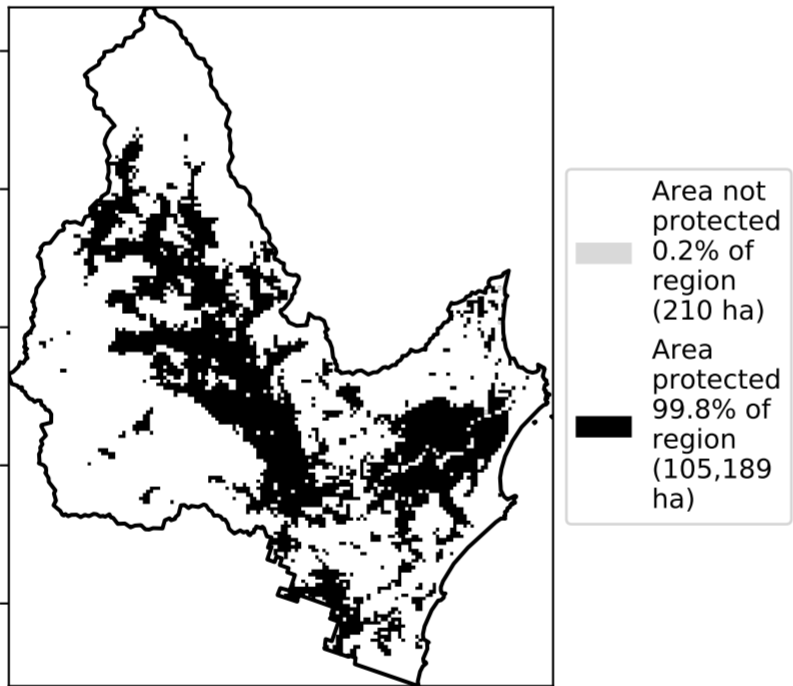 Area not
protected
0.2% of
region
(210 ha)
Area
protected
99.8% of
region
(105,189
ha)